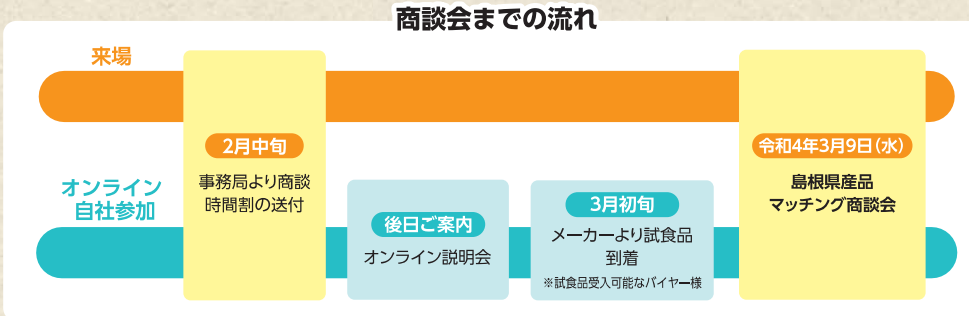 商談会までの流れ
来場
2月中旬
事務局より商談
時間割の送付
令和4年3月9日(水)
島根県産品
マッチング商談会
オンライン
自社参加
後日ご案内
オンライン説明会
3月初旬
メーカーより試食品
到着
※試食品受入可能なバイヤー様